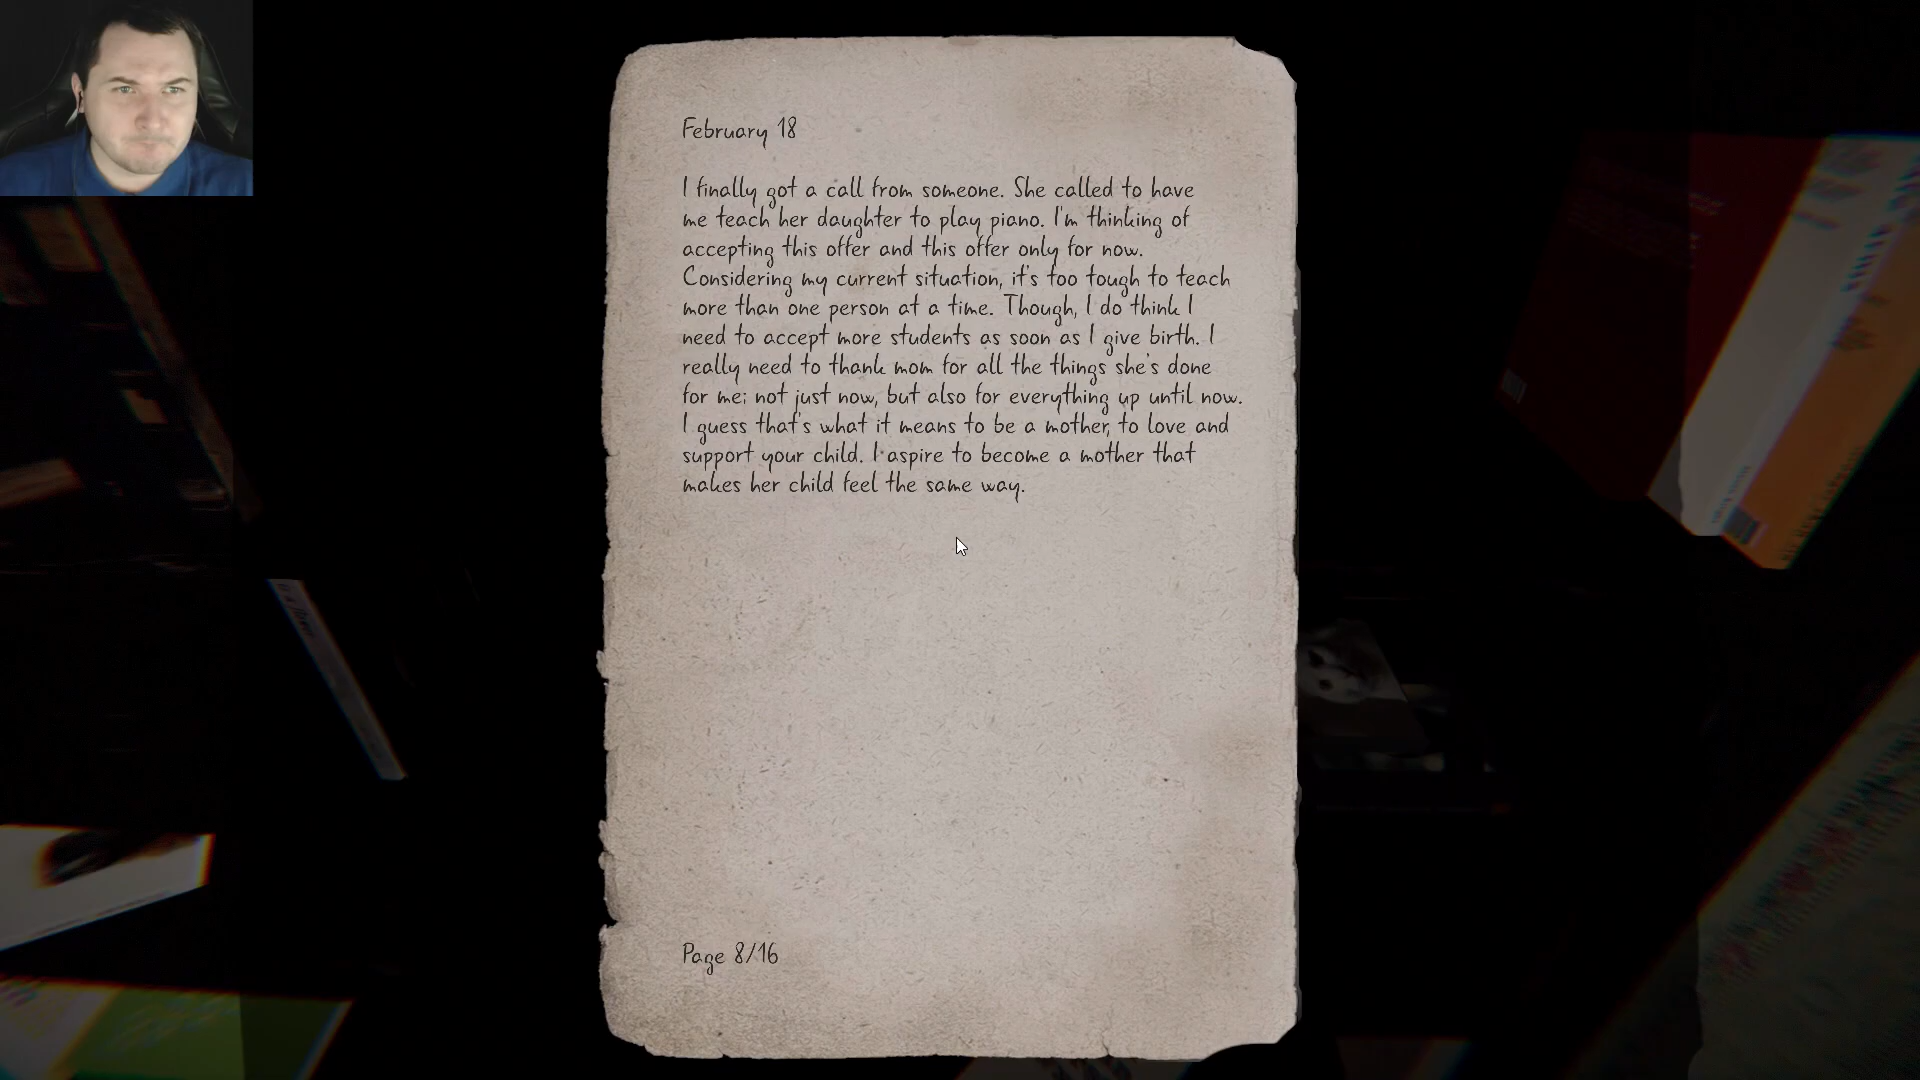 February 18
I finally got a call from someone. She called to have
me teach her daughter to play piano. I'm thinking of
accepting this offer and this offer only for now.
Considering my current situation, it's too tough to teach
more than one person at a time. Though, I do think I
need to accept more students as soon as I give birth. I
really need to thank mom for all the things she's done
for me; not just now, but also for everything up until now.
I guess that's what it means to be a mother, to love and
support your child. I aspire to become a mother that
makes her child feel the same way.
Page 8/16